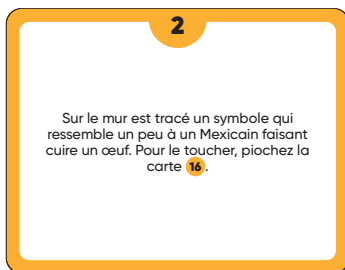 2
Sur le mur est tracé un symbole qui
ressemble un peu à un Mexicain faisant
cuire un œuf. Pour le toucher, piochez la
carte 16.